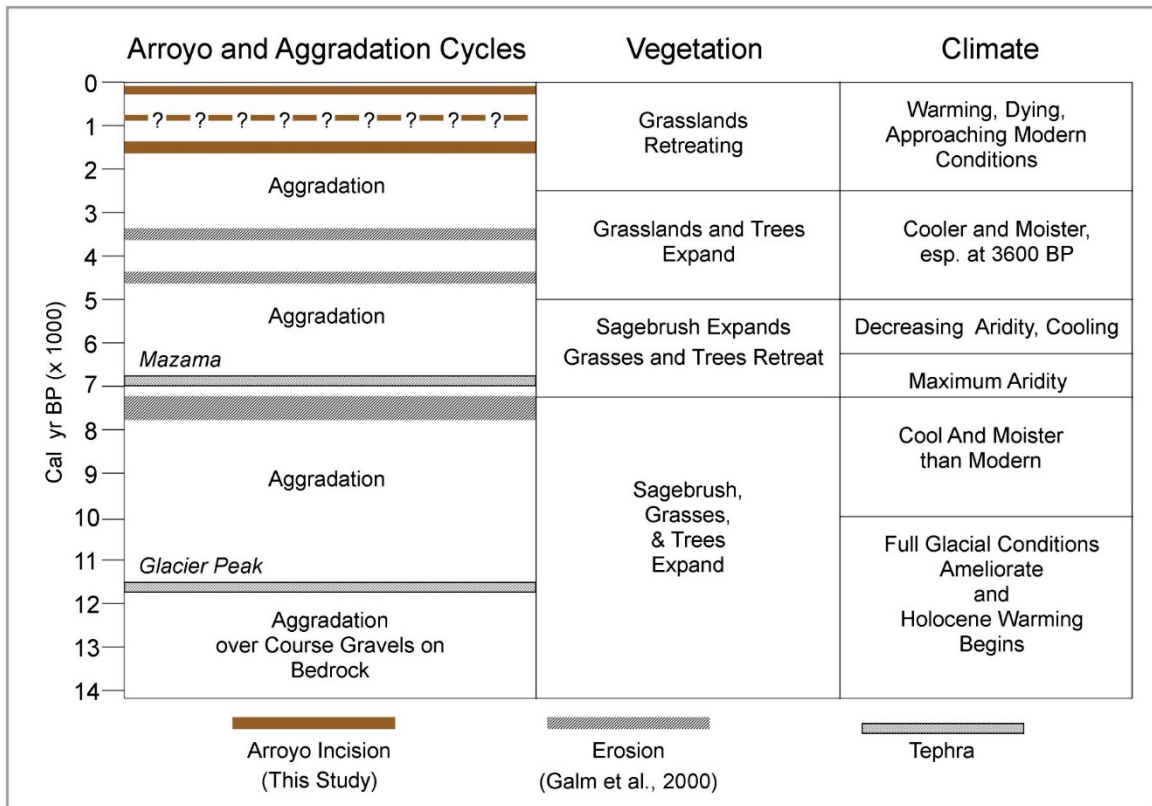 Arroyo and Aggradation Cycles
Vegetation
Climate
Cal yr BP (x 1000)
0
1
2
3
4
5
6
7
8
9
10
11
12
13
14
? ? ? ? ? ? ? ? ?
Aggradation
Aggradation
Mazama
Aggradation
Glacier Peak
Aggradation
over Course Gravels on
Bedrock
Grasslands
Retreating
Grasslands and Trees
Expand
Sagebrush Expands
Grasses and Trees Retreat
Sagebrush,
Grasses,
& Trees
Expand
Warming, Dying,
Approaching Modern
Conditions
Cooler and Moister,
esp. at 3600 BP
Decreasing Aridity, Cooling
Maximum Aridity
Cool And Moister
than Modern
Full Glacial Conditions
Ameliorate
and
Holocene Warming
Begins
Arroyo Incision
(This Study)
Erosion
(Galm et al., 2000)
Tephra